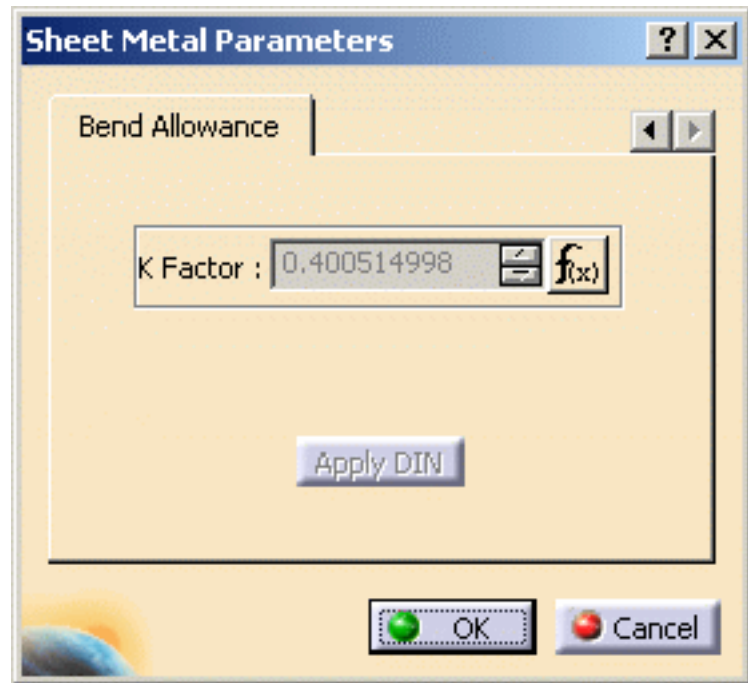 Sheet Metal Parameters ? X
Bend Allowance
K Factor : 0.400514998 f(x)
Apply DIN
OK Cancel